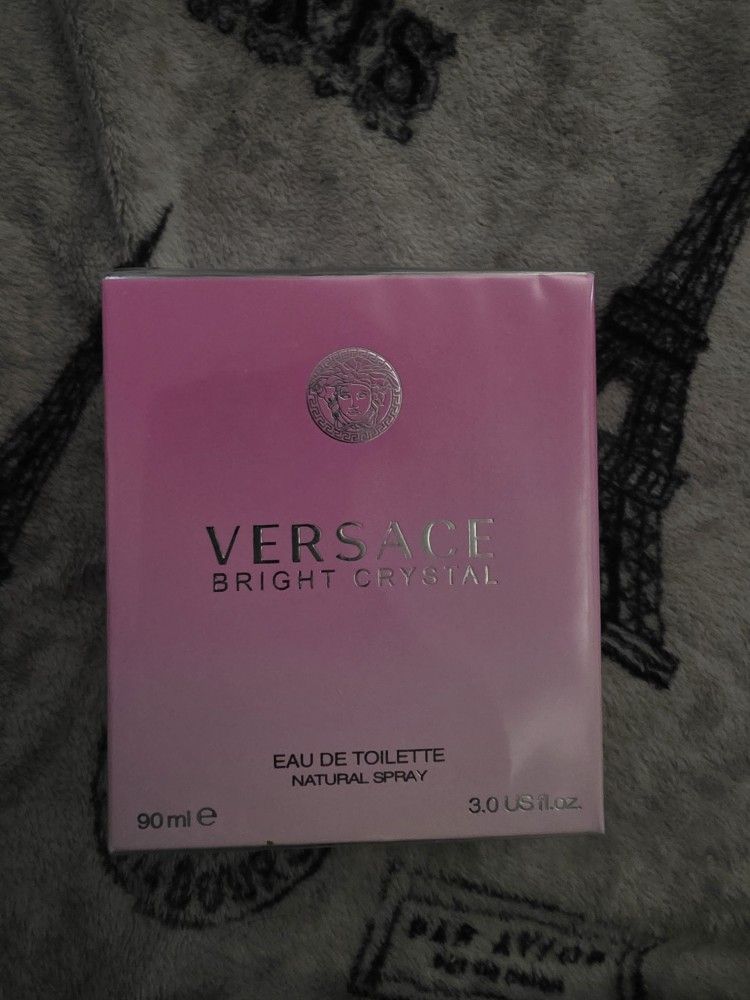 VERSACE
BRIGHT CRYSTAL
EAU DE TOILETTE
NATURAL SPRAY
90 ml e
3.0 US fl.oz.
PAR AVION